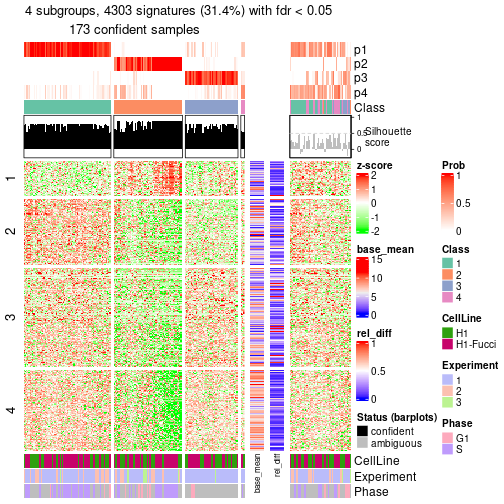 4 subgroups, 4303 signatures (31.4%) with fdr < 0.05
173 confident samples
p1
p2
p3
p4
Class
1
0.5
0
Silhouette
score
1
2
3
4
base_mean
rel_diff
CellLine
Experiment
Phase
z-score
2
1
0
-1
-2
base_mean
15
10
5
0
rel_diff
1
0.5
0
Status (barplots)
confident
ambiguous
Prob
1
0.5
0
Class
1
2
3
4
CellLine
H1
H1-Fucci
Experiment
1
2
3
Phase
G1
S